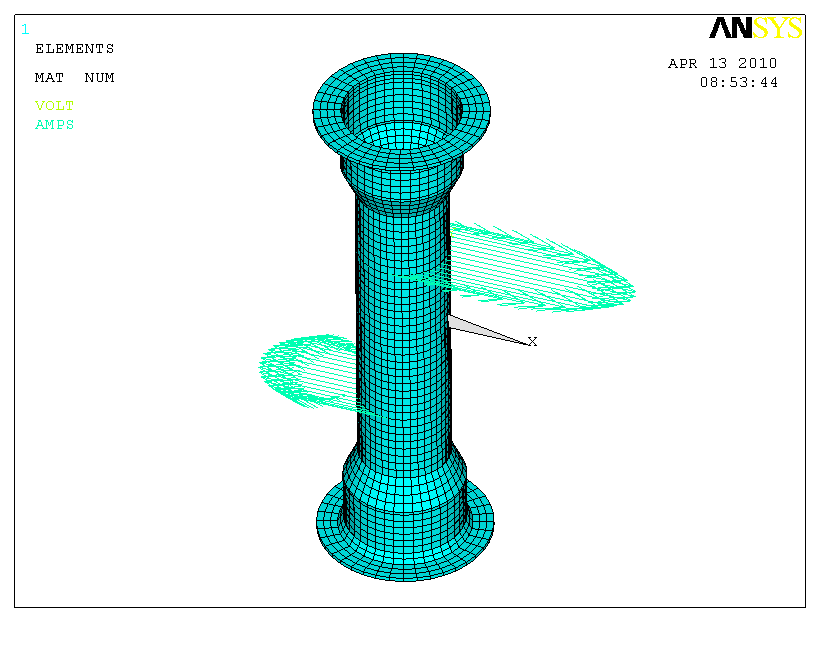 1
ANSYS
ELEMENTS
APR 13 2010
MAT NUM
08:53:44
VOLT
AMPS
X